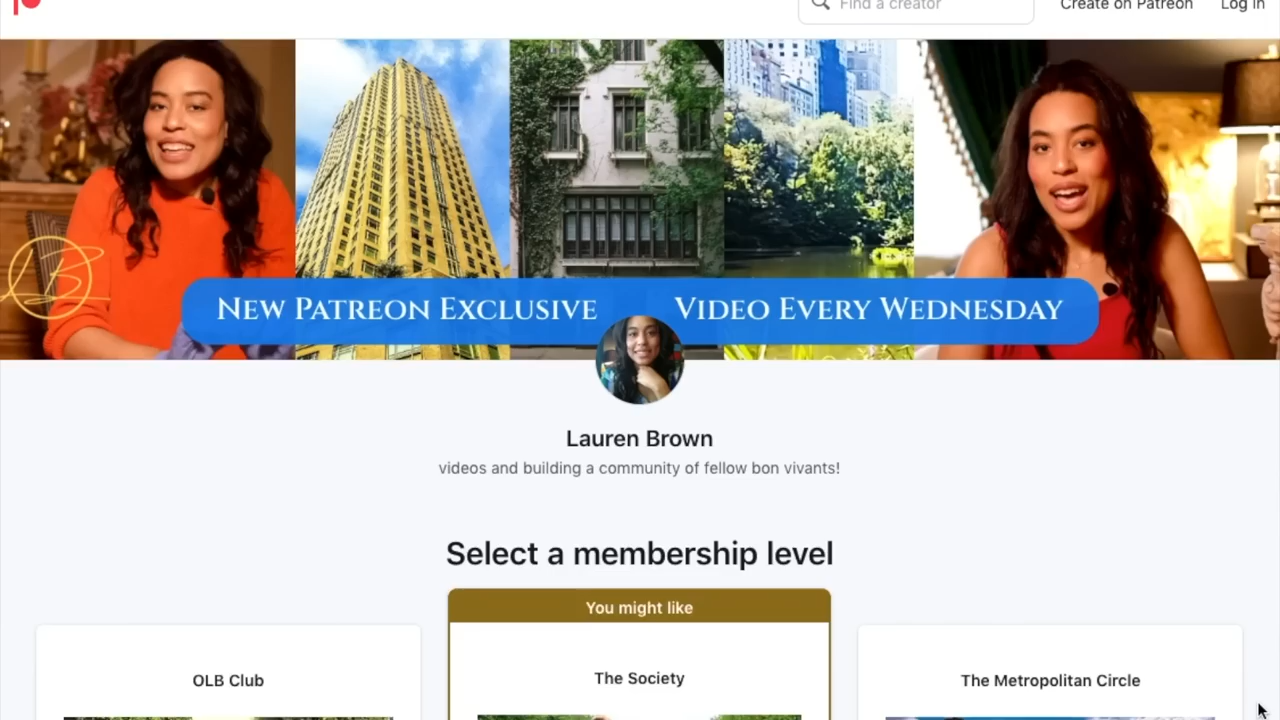 Find a creator
Create on Patreon
Log In
LB
New Patreon Exclusive
Video Every Wednesday
Lauren Brown
videos and building a community of fellow bon vivants!
Select a membership level
You might like
OLB Club
The Society
The Metropolitan Circle